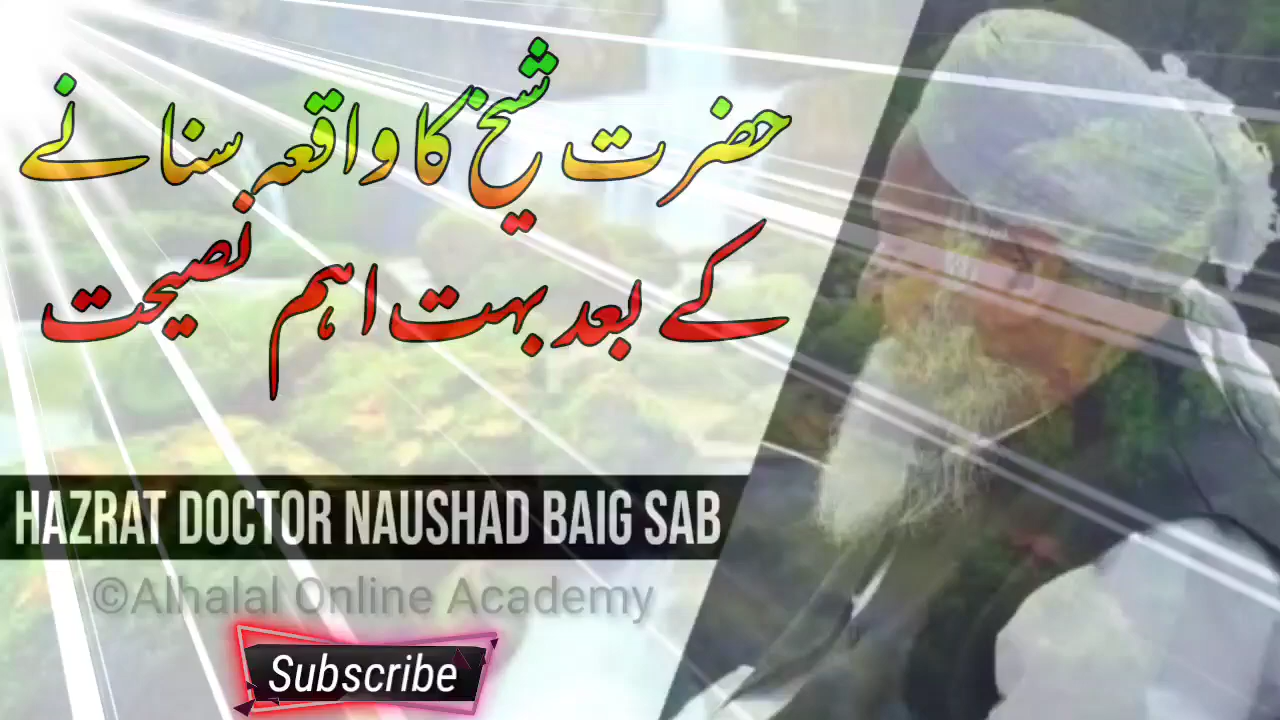 حضرت شیخ کا واقعہ سنانے
کے بعد بہت اہم نصیحت
HAZRAT DOCTOR NAUSHAD BAIG SAB
©Alhalal Online Academy
Subscribe